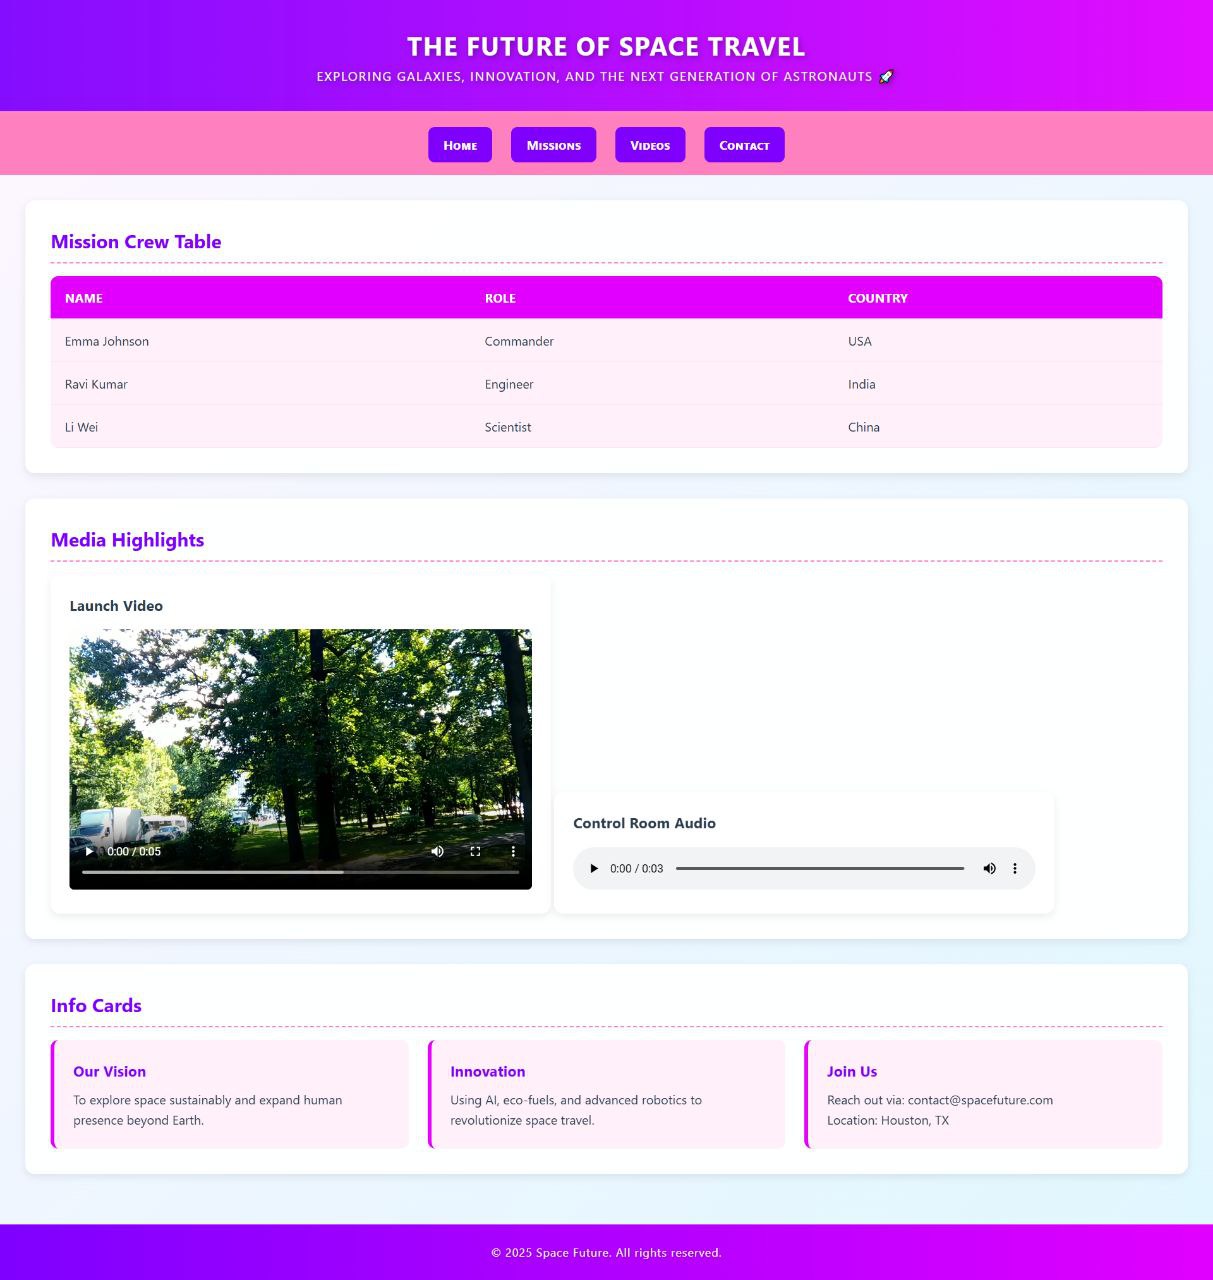 THE FUTURE OF SPACE TRAVEL
EXPLORING GALAXIES, INNOVATION, AND THE NEXT GENERATION OF ASTRONAUTS 🚀
Home Missions Videos Contact
Mission Crew Table
NAME ROLE COUNTRY
Emma Johnson Commander USA
Ravi Kumar Engineer India
Li Wei Scientist China
Media Highlights
Launch Video
0:00 / 0:05
Control Room Audio
0:00 / 0:03
Info Cards
Our Vision
To explore space sustainably and expand human
presence beyond Earth.
Innovation
Using AI, eco-fuels, and advanced robotics to
revolutionize space travel.
Join Us
Reach out via: contact@spacefuture.com
Location: Houston, TX
© 2025 Space Future. All rights reserved.